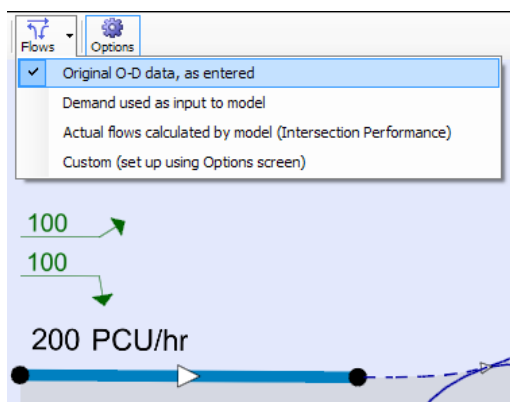 Flows
Options
Original O-D data, as entered
Demand used as input to model
Actual flows calculated by model (Intersection Performance)
Custom (set up using Options screen)
100
100
200 PCU/hr